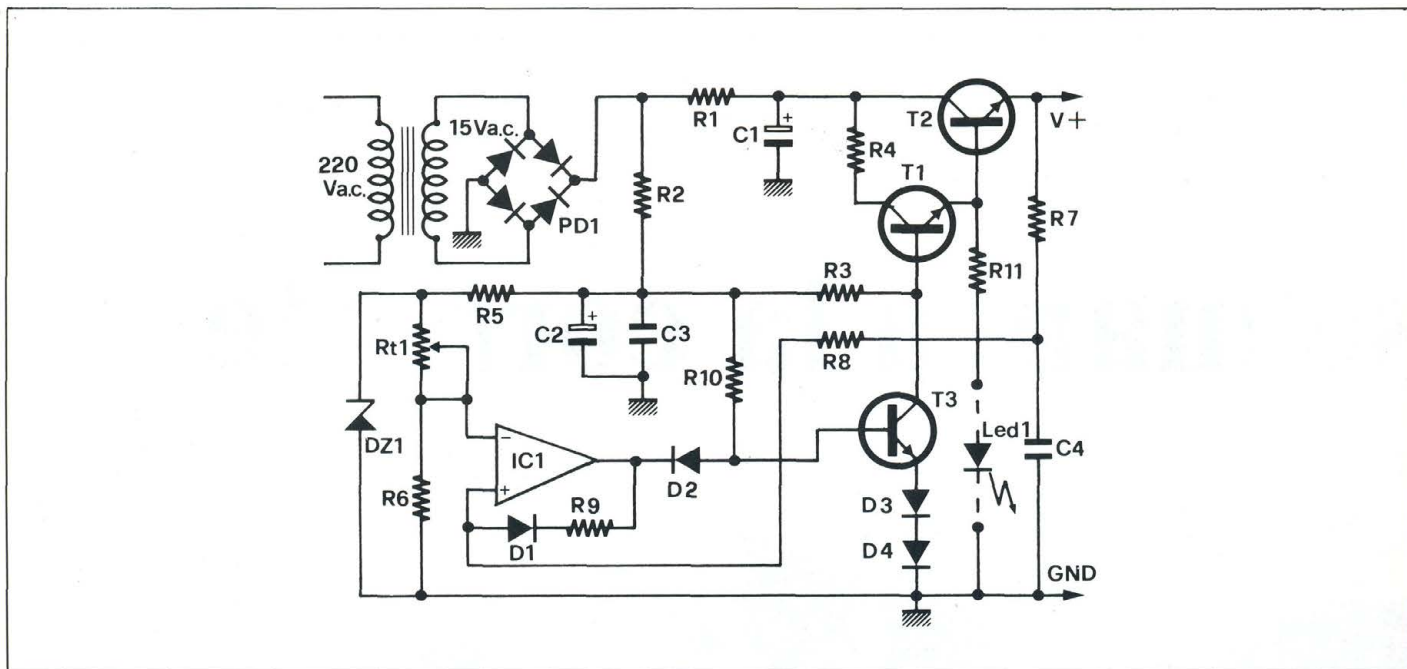 220
Va.c.
15Va.c.
PD1
R1
C1
+
R4
T2
V+
T1
R2
R7
R11
R3
R5
C2
+
C3
R8
Rt1
R10
T3
Led1
C4
DZ1
−
IC1
+
D2
R6
R9
D1
D3
D4
GND